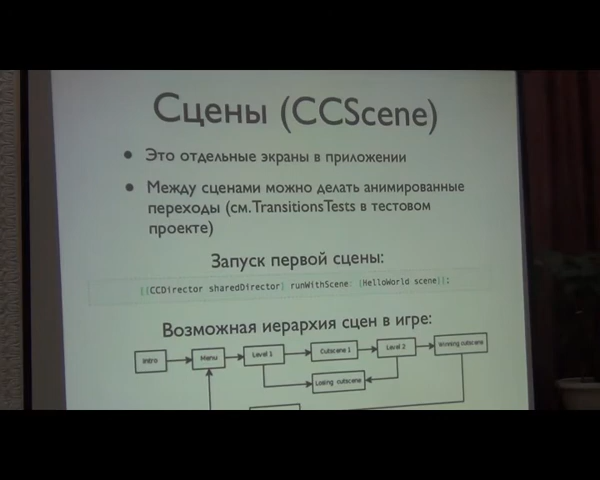 Сцены (CCScene)
• Это отдельные экраны в приложении
• Между сценами можно делать анимированные
переходы (см.TransitionsTests в тестовом
проекте)
Запуск первой сцены:
[[CCDirector sharedDirector] runWithScene: [HelloWorld scene]];
Возможная иерархия сцен в игре:
Intro Menu Level 1 Cutscene 1 Level 2 Winning cutscene
Losing cutscene